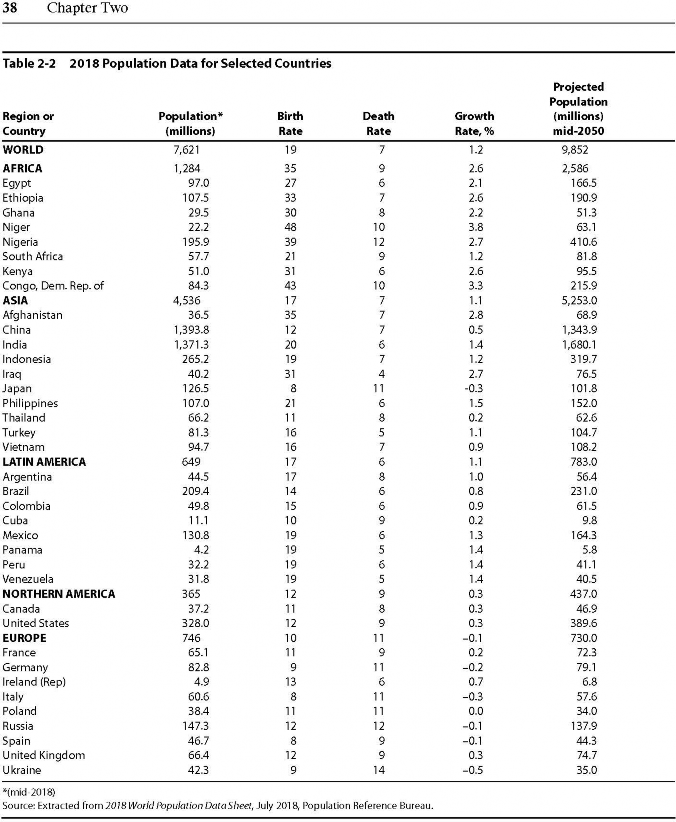 38 Chapter Two
Table 2-2 2018 Population Data for Selected Countries
Projected
Population
Region or Population* Birth Death Growth (millions)
Country (millions) Rate Rate Rate, % mid-2050
WORLD 7,621 19 7 1.2 9,852
AFRICA 1,284 35 9 2.6 2,586
Egypt 97.0 27 6 2.1 166.5
Ethiopia 107.5 33 7 2.6 190.9
Ghana 29.5 30 8 2.2 51.3
Niger 22.2 48 10 3.8 63.1
Nigeria 195.9 39 12 2.7 410.6
South Africa 57.7 21 9 1.2 81.8
Kenya 51.0 31 6 2.6 95.5
Congo, Dem. Rep. of 84.3 43 10 3.3 215.9
ASIA 4,536 17 7 1.1 5,253.0
Afghanistan 36.5 35 7 2.8 68.9
China 1,393.8 12 7 0.5 1,343.9
India 1,371.3 20 6 1.4 1,680.1
Indonesia 265.2 19 7 1.2 319.7
Iraq 40.2 31 4 2.7 76.5
Japan 126.5 8 11 -0.3 101.8
Philippines 107.0 21 6 1.5 152.0
Thailand 66.2 11 8 0.2 62.6
Turkey 81.3 16 5 1.1 104.7
Vietnam 94.7 16 7 0.9 108.2
LATIN AMERICA 649 17 6 1.1 783.0
Argentina 44.5 17 8 1.0 56.4
Brazil 209.4 14 6 0.8 231.0
Colombia 49.8 15 6 0.9 61.5
Cuba 11.1 10 9 0.2 9.8
Mexico 130.8 19 6 1.3 164.3
Panama 4.2 19 5 1.4 5.8
Peru 32.2 19 6 1.4 41.1
Venezuela 31.8 19 5 1.4 40.5
NORTHERN AMERICA 365 12 9 0.3 437.0
Canada 37.2 11 8 0.3 46.9
United States 328.0 12 9 0.3 389.6
EUROPE 746 10 11 –0.1 730.0
France 65.1 11 9 0.2 72.3
Germany 82.8 9 11 –0.2 79.1
Ireland (Rep) 4.9 13 6 0.7 6.8
Italy 60.6 8 11 –0.3 57.6
Poland 38.4 11 11 0.0 34.0
Russia 147.3 12 12 –0.1 137.9
Spain 46.7 8 9 –0.1 44.3
United Kingdom 66.4 12 9 0.3 74.7
Ukraine 42.3 9 14 –0.5 35.0
*(mid-2018)
Source: Extracted from 2018 World Population Data Sheet, July 2018, Population Reference Bureau.